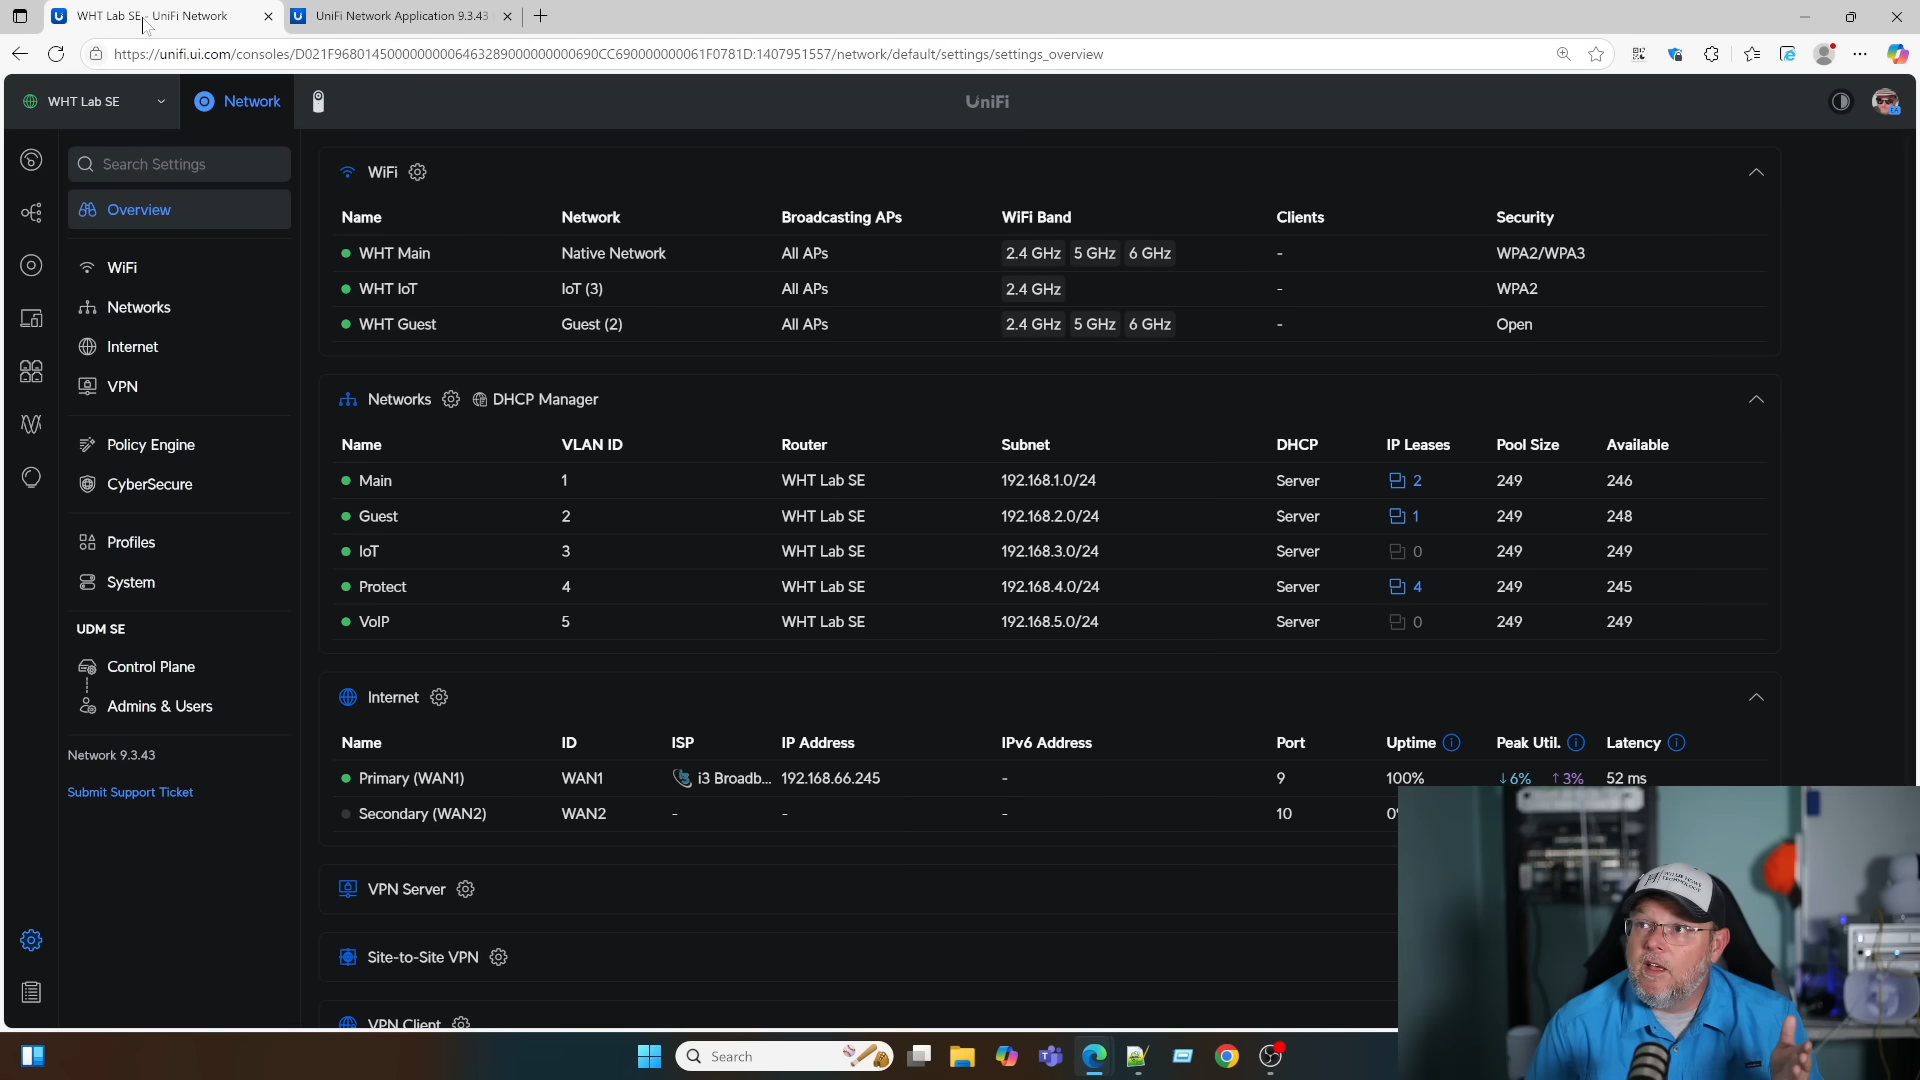 WHT Lab SE - UniFi Network
UniFi Network Application 9.3.43
https://unifi.ui.com/consoles/D021F96801450000000006463289000000000690CC690000000061F0781D:1407951557/network/default/settings/settings_overview
WHT Lab SE
Network
UniFi
EA
Search Settings
Overview
WiFi
Networks
Internet
VPN
Policy Engine
CyberSecure
Profiles
System
UDM SE
Control Plane
Admins & Users
Network 9.3.43
Submit Support Ticket
WiFi
Name Network Broadcasting APs WiFi Band Clients Security
WHT Main Native Network All APs 2.4 GHz 5 GHz 6 GHz - WPA2/WPA3
WHT IoT IoT (3) All APs 2.4 GHz - WPA2
WHT Guest Guest (2) All APs 2.4 GHz 5 GHz 6 GHz - Open
Networks DHCP Manager
Name VLAN ID Router Subnet DHCP IP Leases Pool Size Available
Main 1 WHT Lab SE 192.168.1.0/24 Server 2 249 246
Guest 2 WHT Lab SE 192.168.2.0/24 Server 1 249 248
IoT 3 WHT Lab SE 192.168.3.0/24 Server 0 249 249
Protect 4 WHT Lab SE 192.168.4.0/24 Server 4 249 245
VoIP 5 WHT Lab SE 192.168.5.0/24 Server 0 249 249
Internet
Name ID ISP IP Address IPv6 Address Port Uptime Peak Util. Latency
Primary (WAN1) WAN1 i3 Broadb... 192.168.66.245 - 9 100% ↓6% ↑3% 52 ms
Secondary (WAN2) WAN2 - - - 10
VPN Server
Site-to-Site VPN
VPN Client
TECHNOLOGY
Search